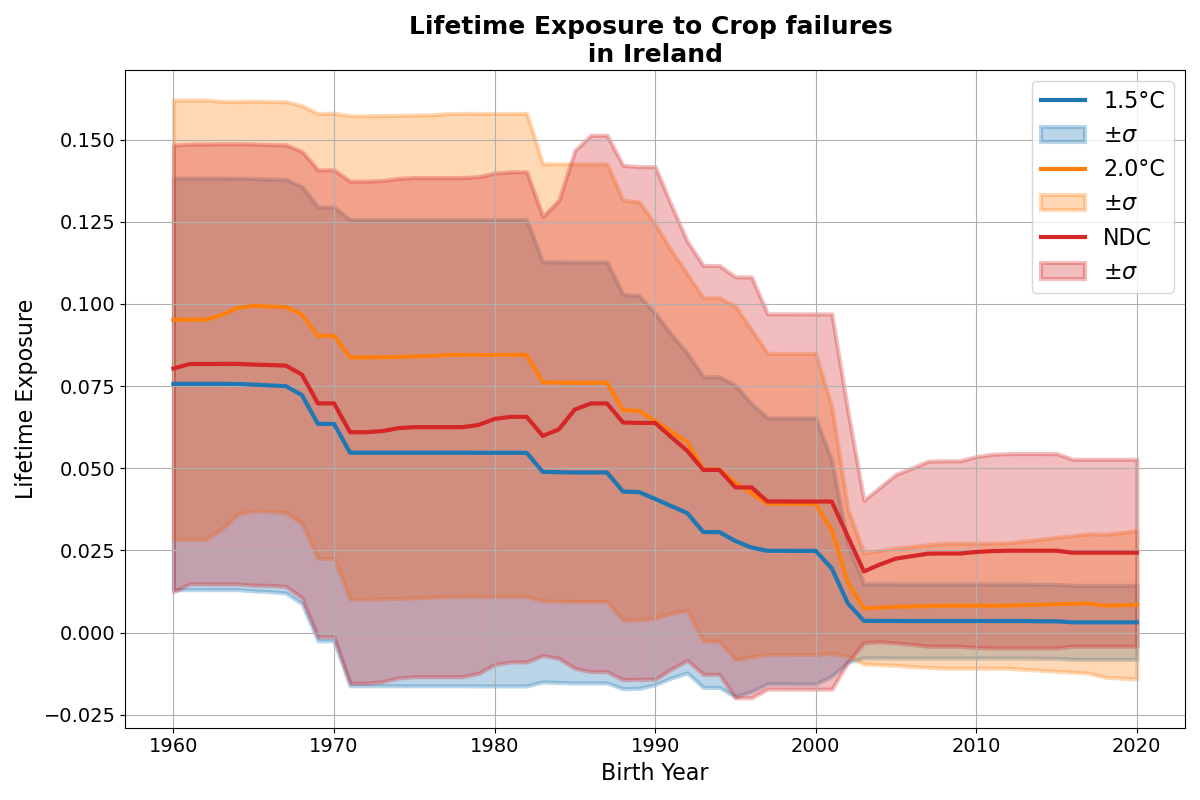 Lifetime Exposure to Crop failures
in Ireland
Lifetime Exposure
0.150
0.125
0.100
0.075
0.050
0.025
0.000
−0.025
1960
1970
1980
1990
2000
2010
2020
Birth Year
1.5°C
±σ
2.0°C
±σ
NDC
±σ